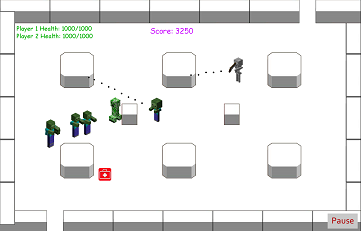 Player 1 Health: 1000/1000
Score: 3250
Player 2 Health: 1000/1000
Pause